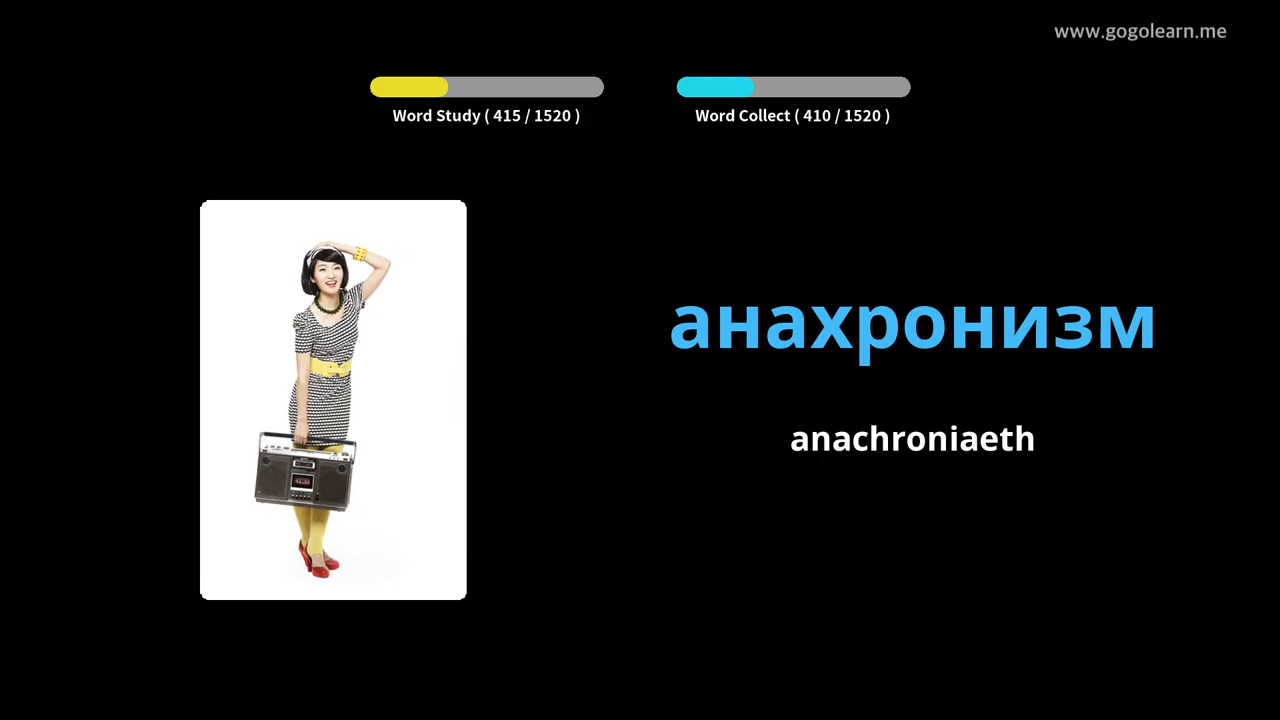 www.gogolearn.me
Word Study ( 415 / 1520 )
Word Collect ( 410 / 1520 )
анахронизм
anachroniaeth